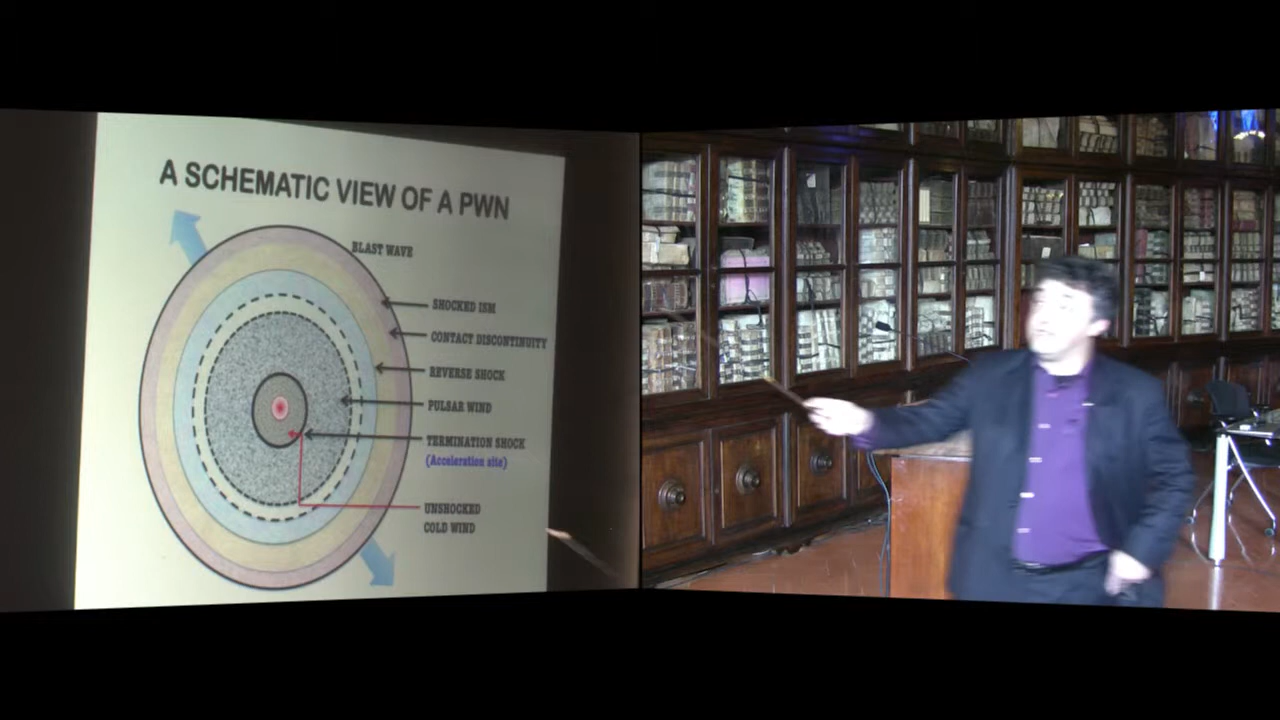 A SCHEMATIC VIEW OF A PWN
BLAST WAVE
SHOCKED ISM
CONTACT DISCONTINUITY
REVERSE SHOCK
PULSAR WIND
TERMINATION SHOCK
(Acceleration site)
UNSHOCKED
COLD WIND